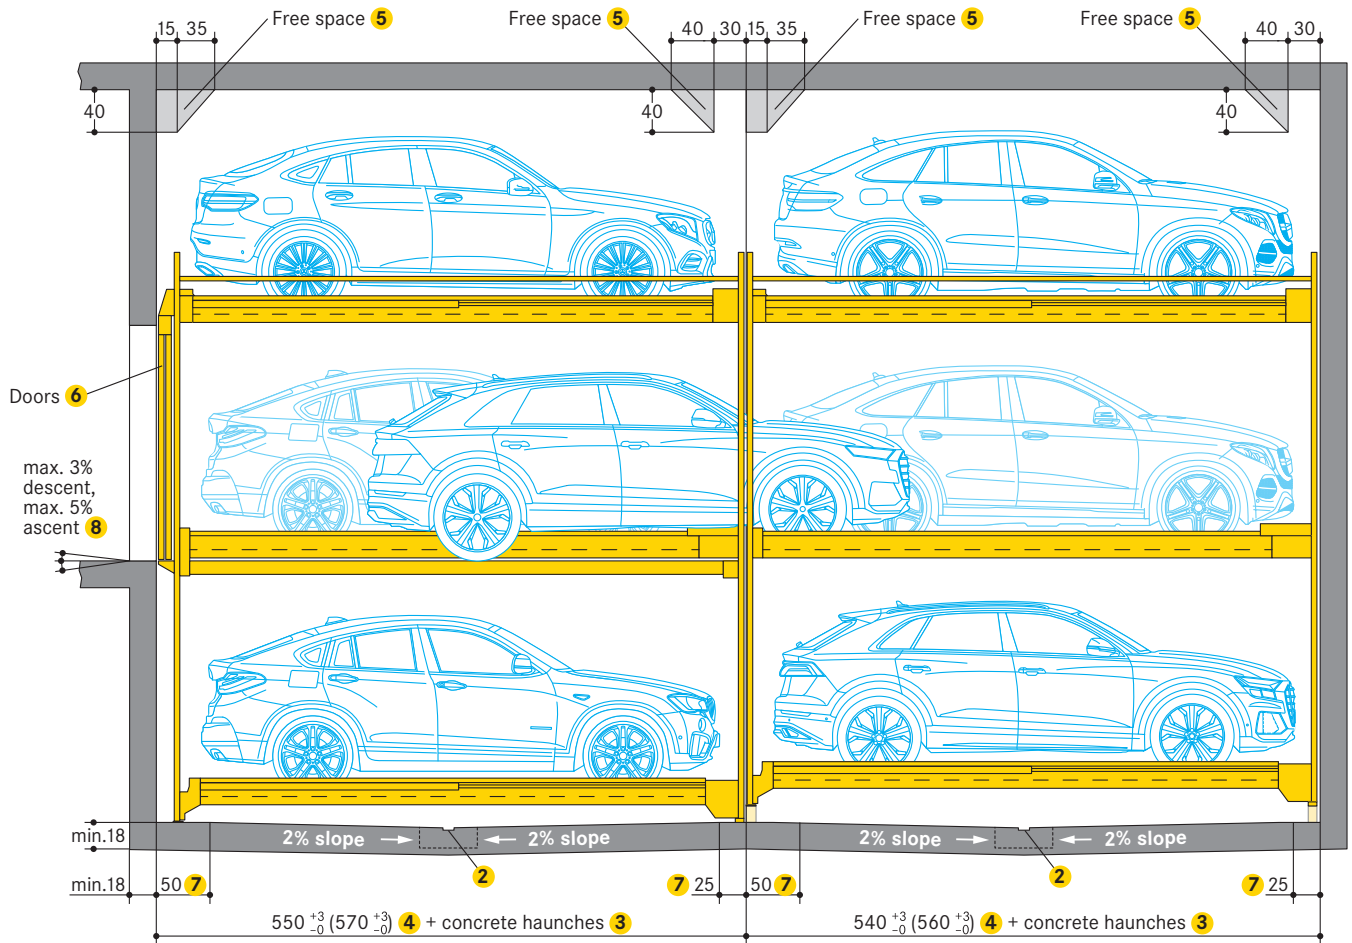 Free space 5
Free space 5
Free space 5
Free space 5
15 35
40 30
15 35
40 30
40
40
40
Doors 6
max. 3%
descent,
max. 5%
ascent 8
min.18
2% slope
2% slope
2% slope
2% slope
2
2
min.18
50 7
7 25
50 7
7 25
550 +3 -0 (570 +3 -0) 4 + concrete haunches 3
540 +3 -0 (560 +3 -0) 4 + concrete haunches 3